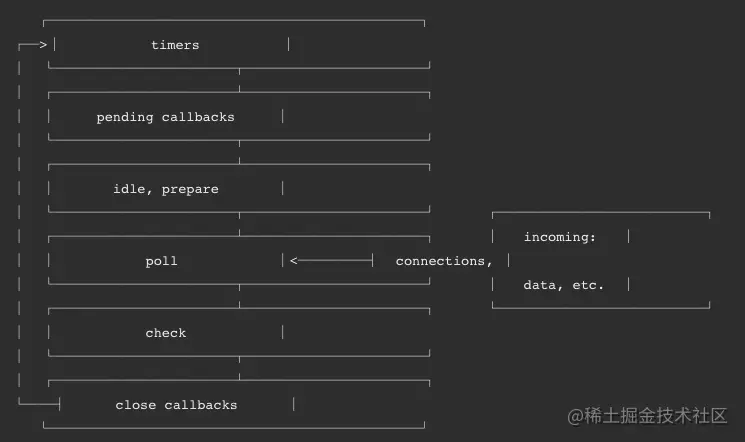 timers
pending callbacks
idle, prepare
incoming:
poll
connections,
data, etc.
check
close callbacks
@稀土掘金技术社区